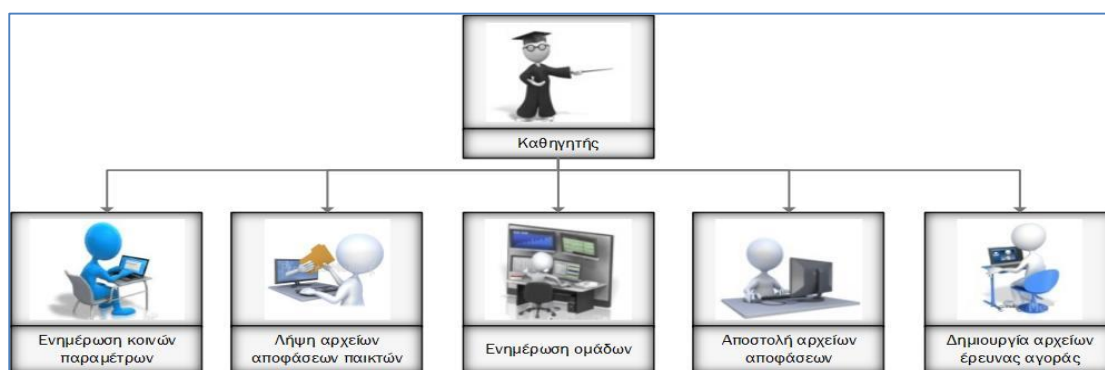 Καθηγητής
Ενημέρωση κοινών
παραμέτρων
Λήψη αρχείων
αποφάσεων παικτών
Ενημέρωση ομάδων
Αποστολή αρχείων
αποφάσεων
Δημιουργία αρχείων
έρευνας αγοράς